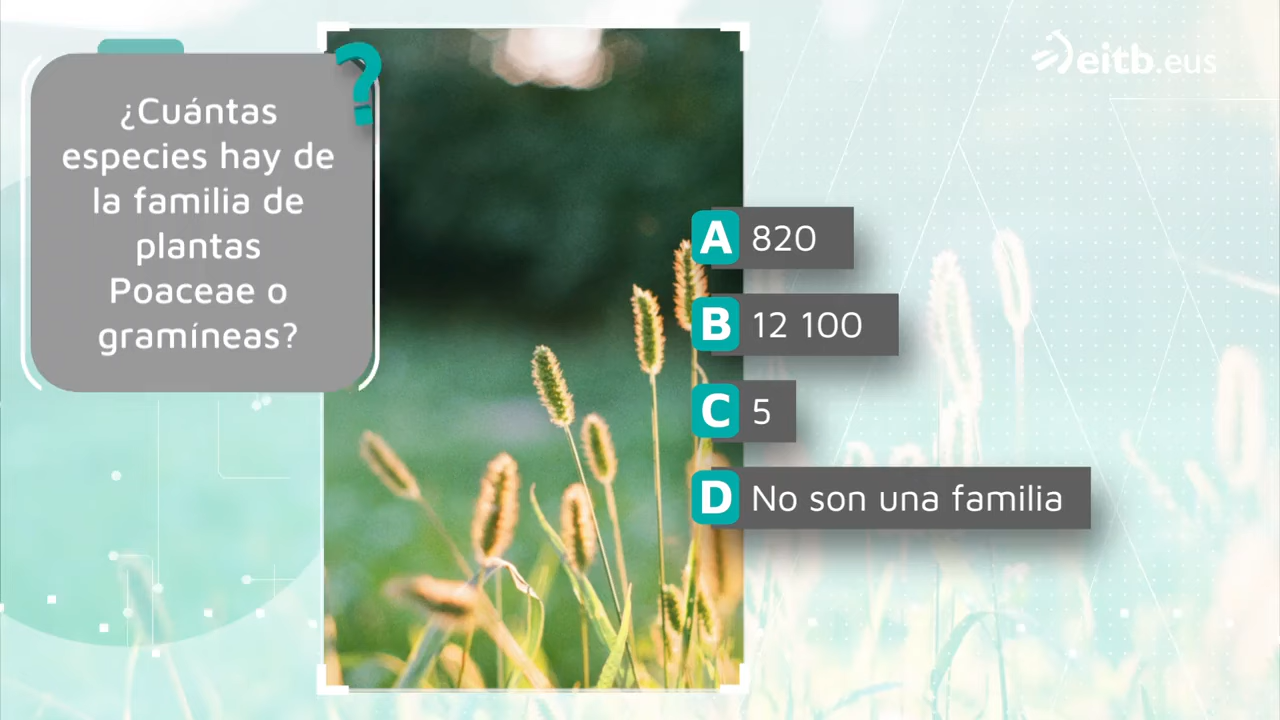 ¿Cuántas
especies hay de
la familia de
plantas
Poaceae o
gramíneas?
?
eitb.eus
A 820
B 12 100
C 5
D No son una familia